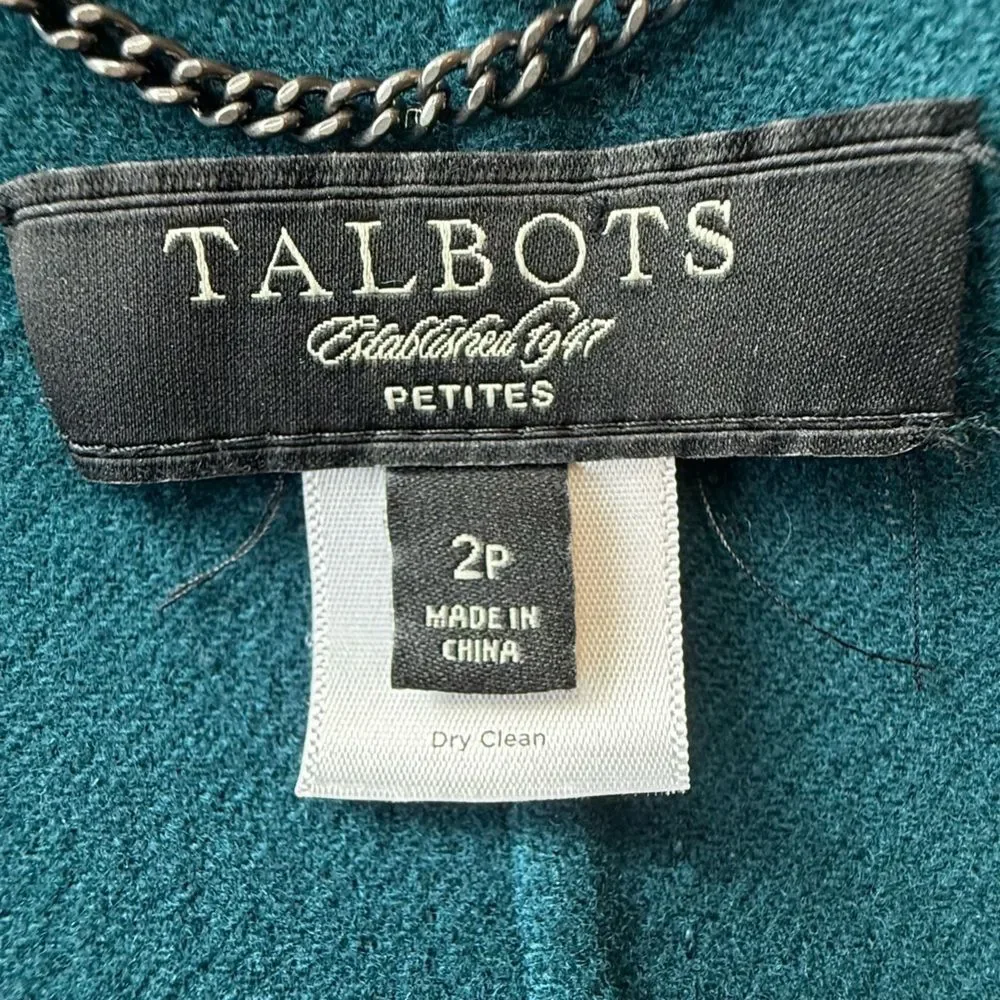 TALBOTS
Established 1947
PETITES
2P
MADE IN
CHINA
Dry Clean